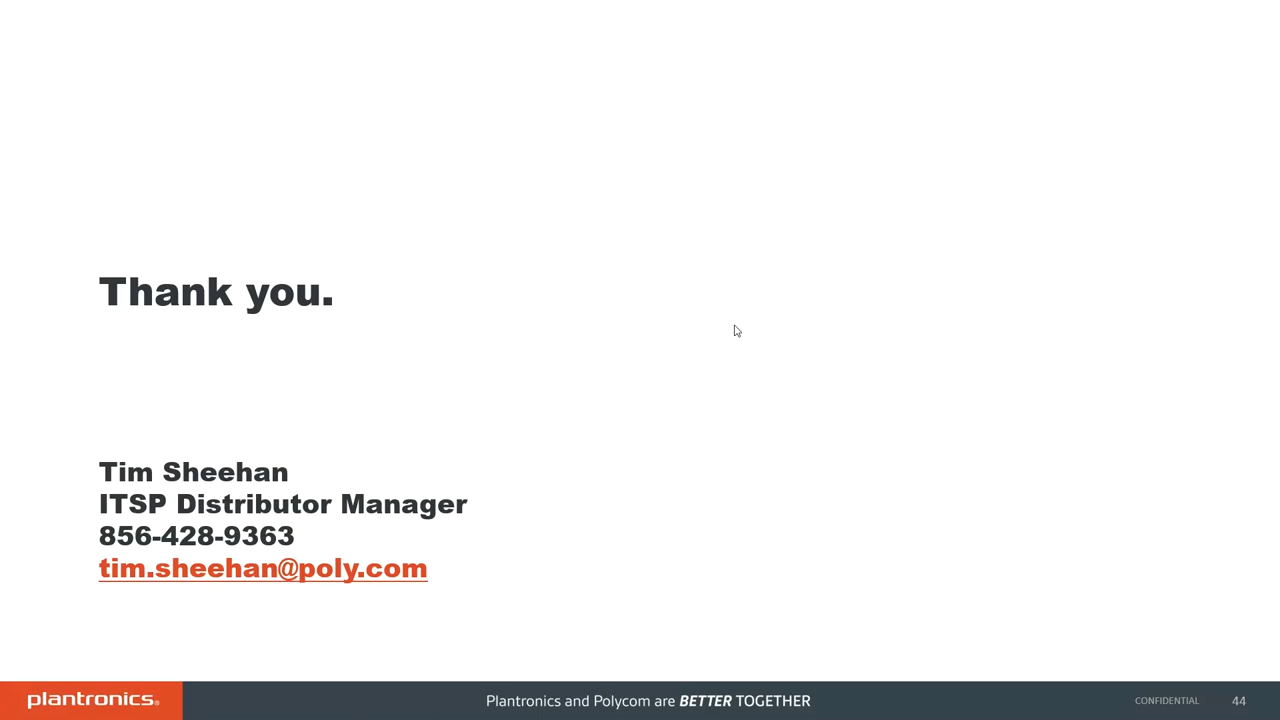 Thank you.
Tim Sheehan
ITSP Distributor Manager
856-428-9363
tim.sheehan@poly.com
plantronics®
Plantronics and Polycom are BETTER TOGETHER
CONFIDENTIAL
44